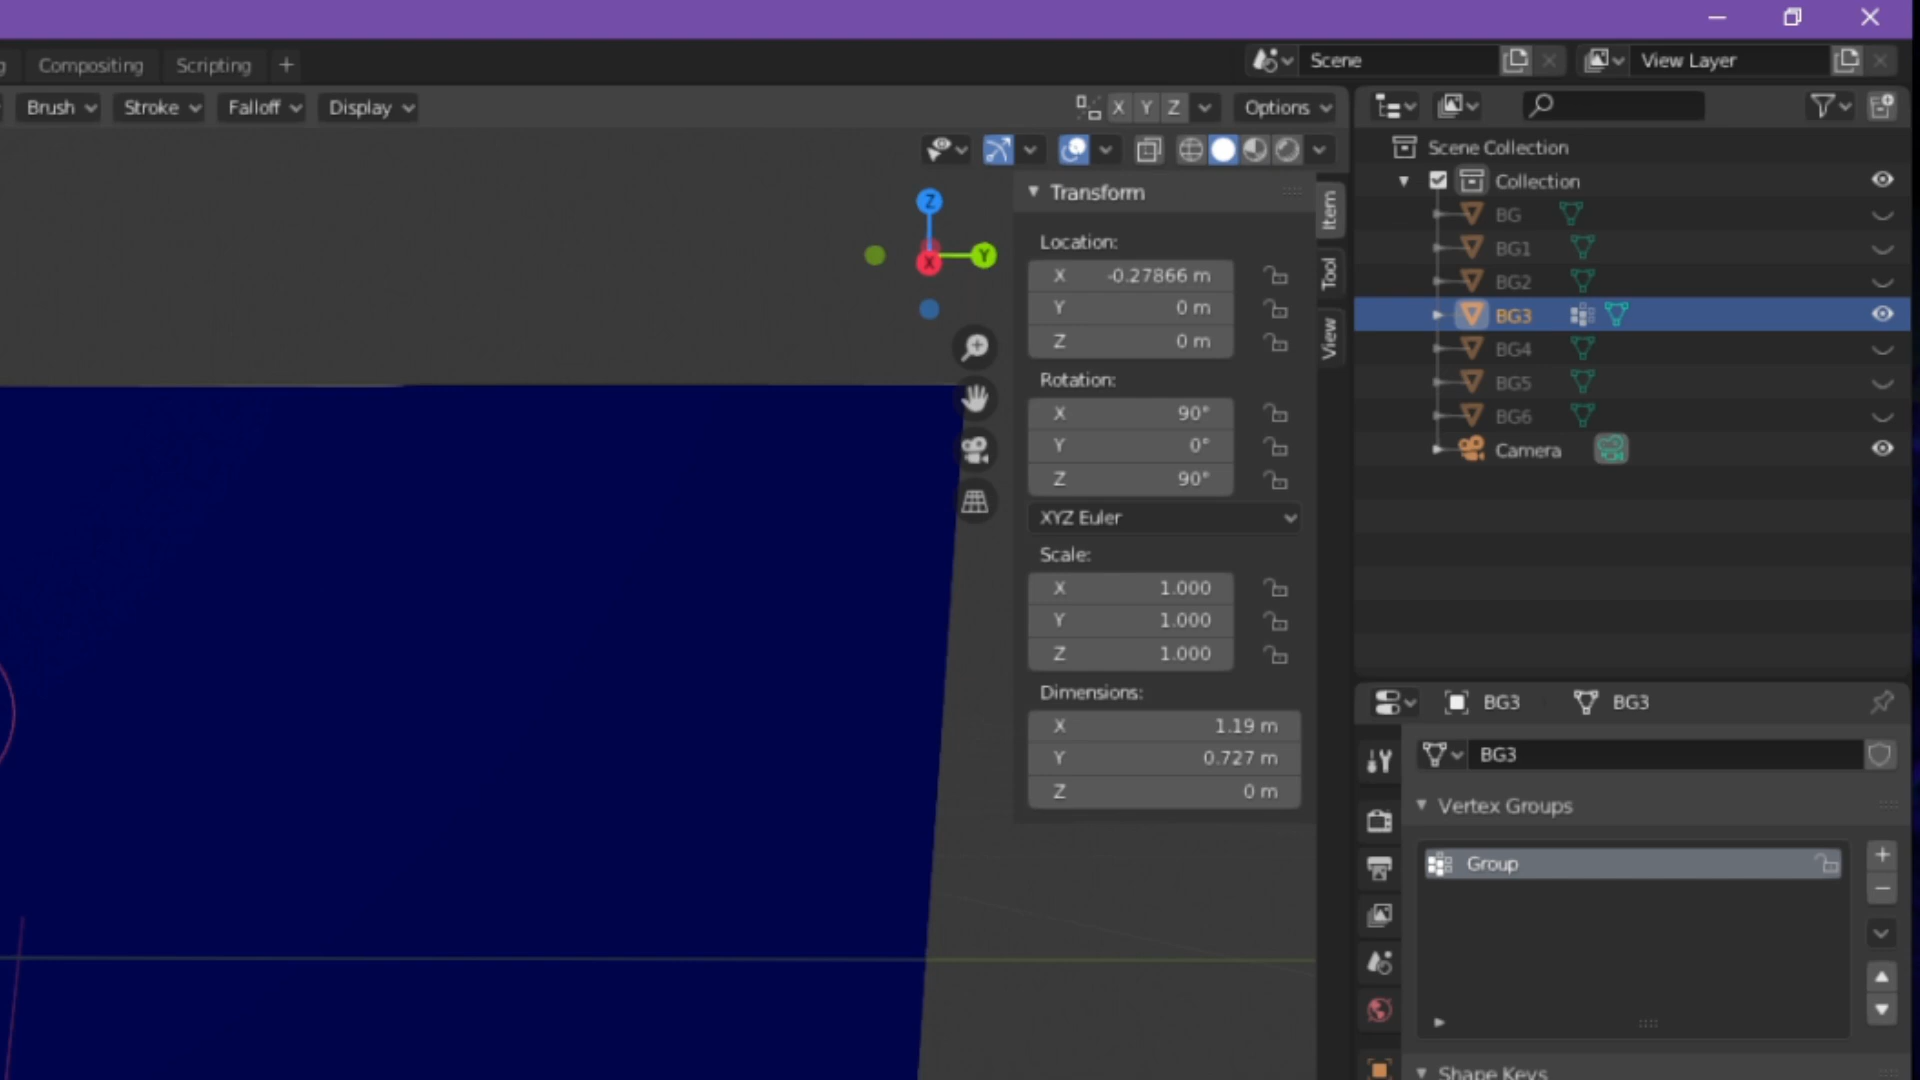 Compositing Scripting +
Scene
View Layer
Brush Stroke Falloff Display
X Y Z Options
Scene Collection
Collection
BG
BG1
BG2
BG3
BG4
BG5
BG6
Camera
Z
Y
X
Transform
Location:
X -0.27866 m
Y 0 m
Z 0 m
Rotation:
X 90°
Y 0°
Z 90°
XYZ Euler
Scale:
X 1.000
Y 1.000
Z 1.000
Dimensions:
X 1.19 m
Y 0.727 m
Z 0 m
Item
Tool
View
BG3 BG3
BG3
Vertex Groups
Group
Shape Keys